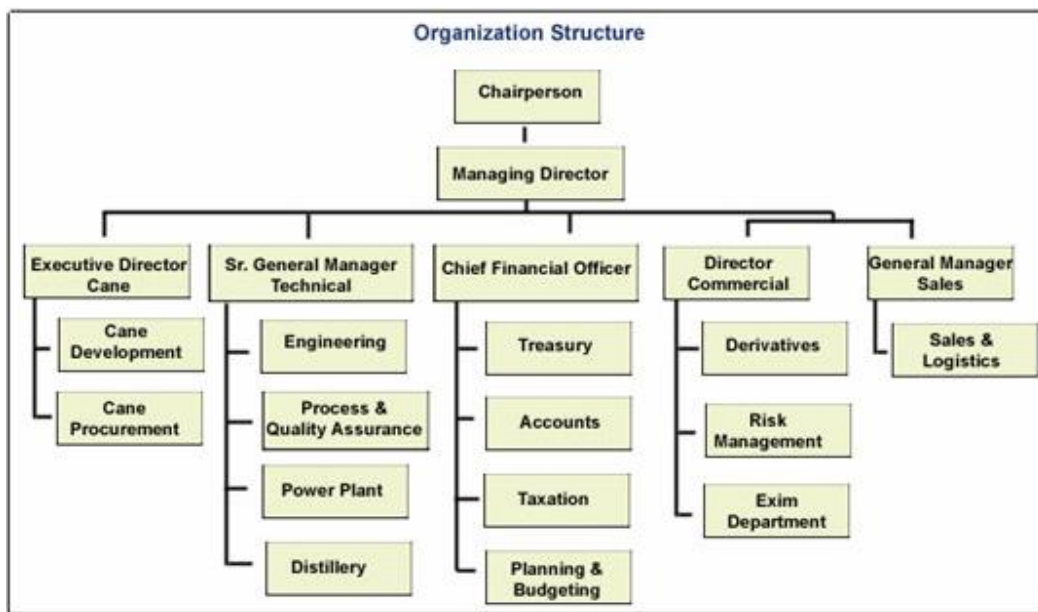 Organization Structure
Chairperson
Managing Director
Executive Director
Cane
Cane
Development
Cane
Procurement
Sr. General Manager
Technical
Engineering
Process &
Quality Assurance
Power Plant
Distillery
Chief Financial Officer
Treasury
Accounts
Taxation
Planning &
Budgeting
Director
Commercial
Derivatives
Risk
Management
Exim
Department
General Manager
Sales
Sales &
Logistics